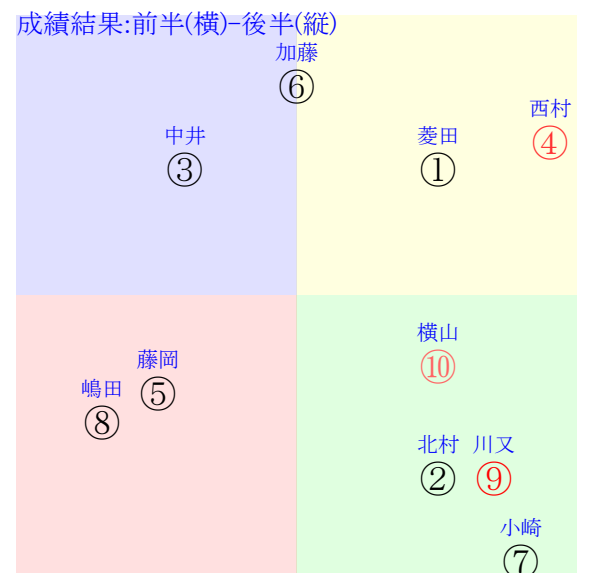 成績結果:前半(横)-後半(縦)
加藤
⑥
西村
④
中井
③
菱田
①
横山
⑩
藤岡
⑤
嶋田
⑧
北村
②
川又
⑨
小崎
⑦